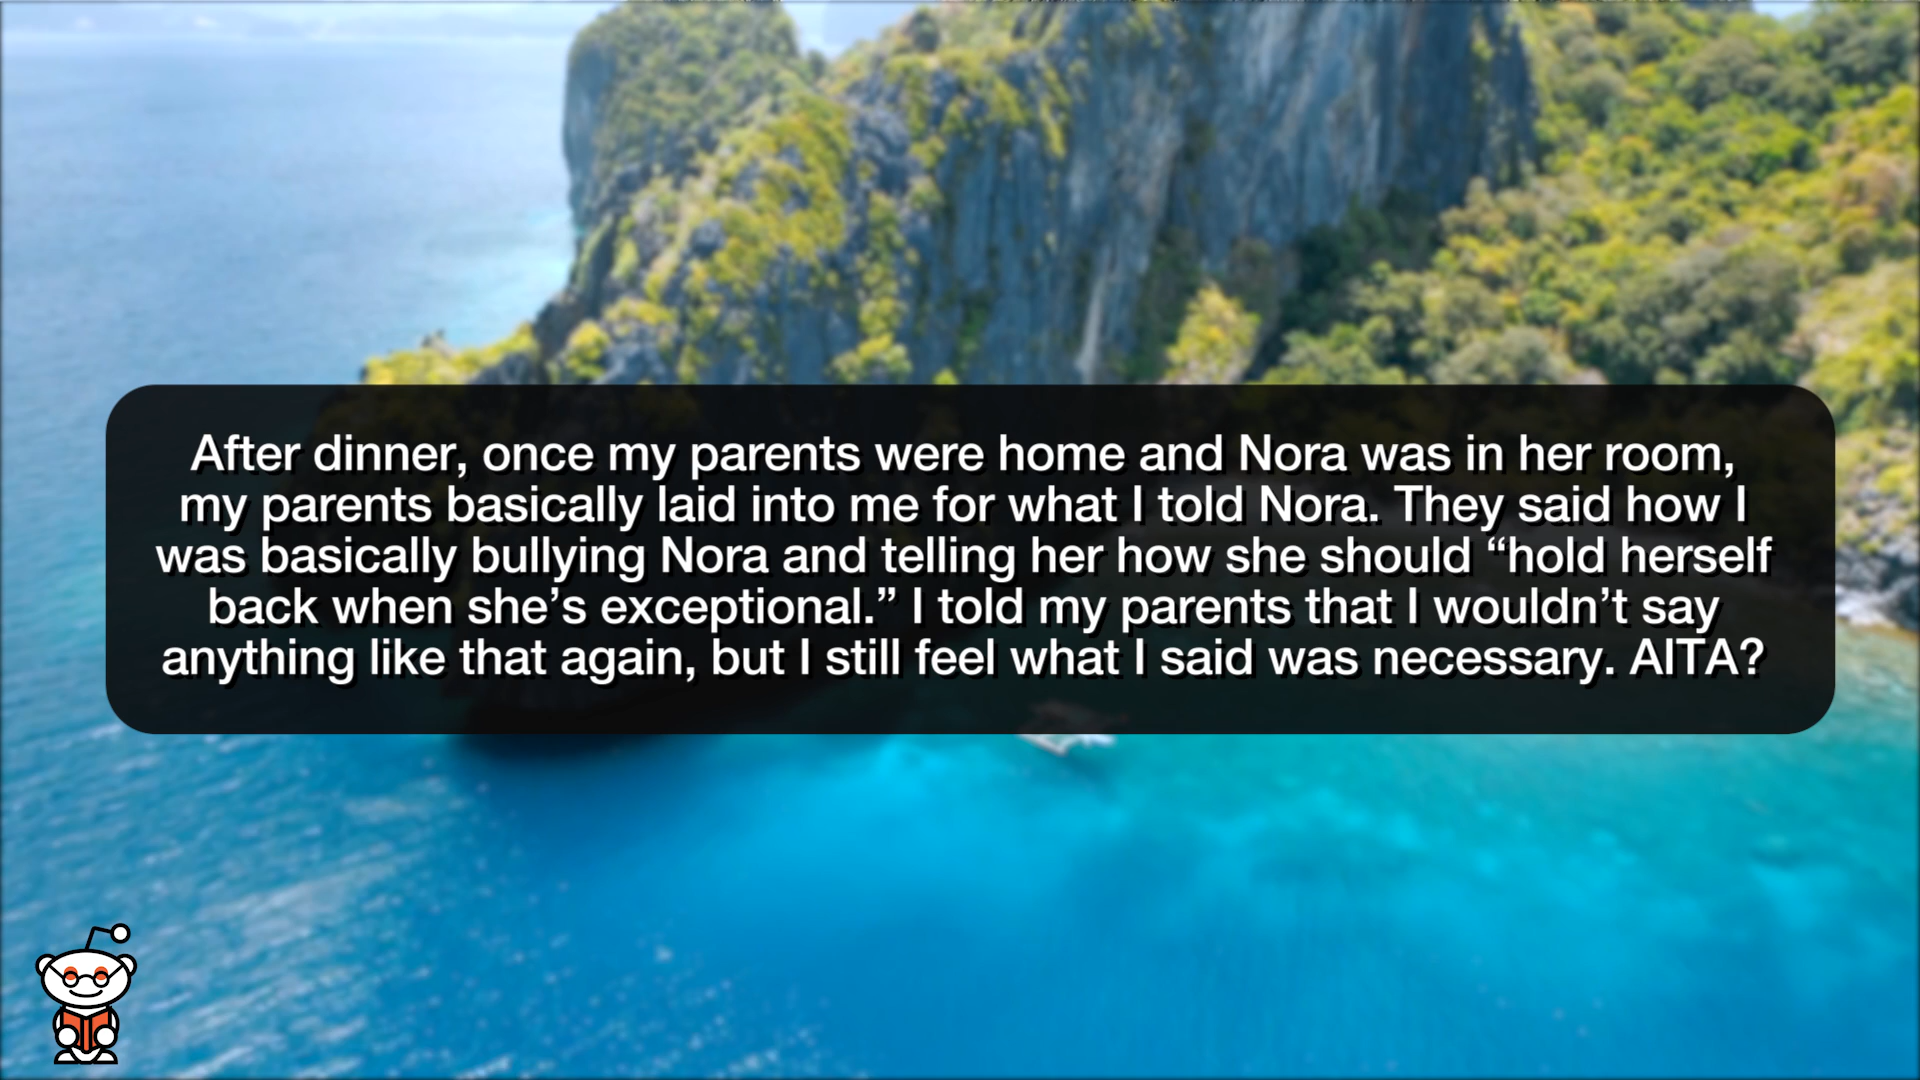 After dinner, once my parents were home and Nora was in her room,
my parents basically laid into me for what I told Nora. They said how I
was basically bullying Nora and telling her how she should “hold herself
back when she’s exceptional.” I told my parents that I wouldn’t say
anything like that again, but I still feel what I said was necessary. AITA?